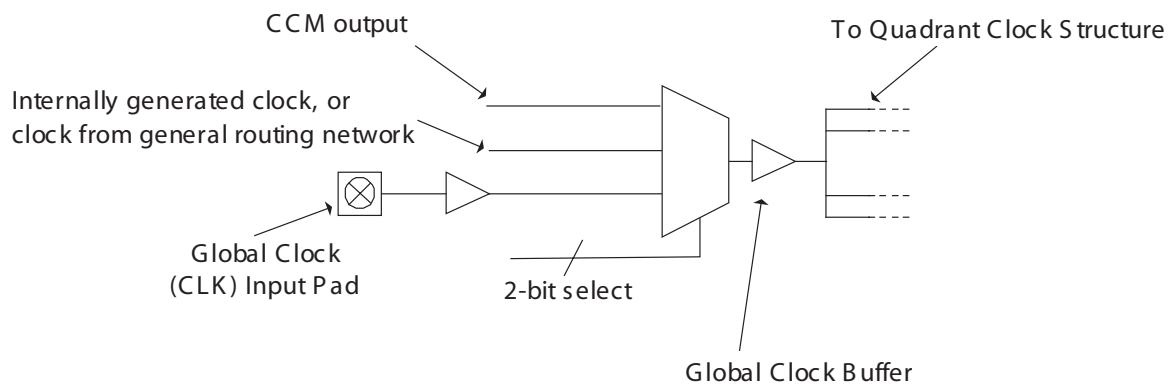 CCM output
To Quadrant Clock Structure
Internally generated clock, or
clock from general routing network
Global Clock
(CLK) Input Pad
2-bit select
Global Clock Buffer